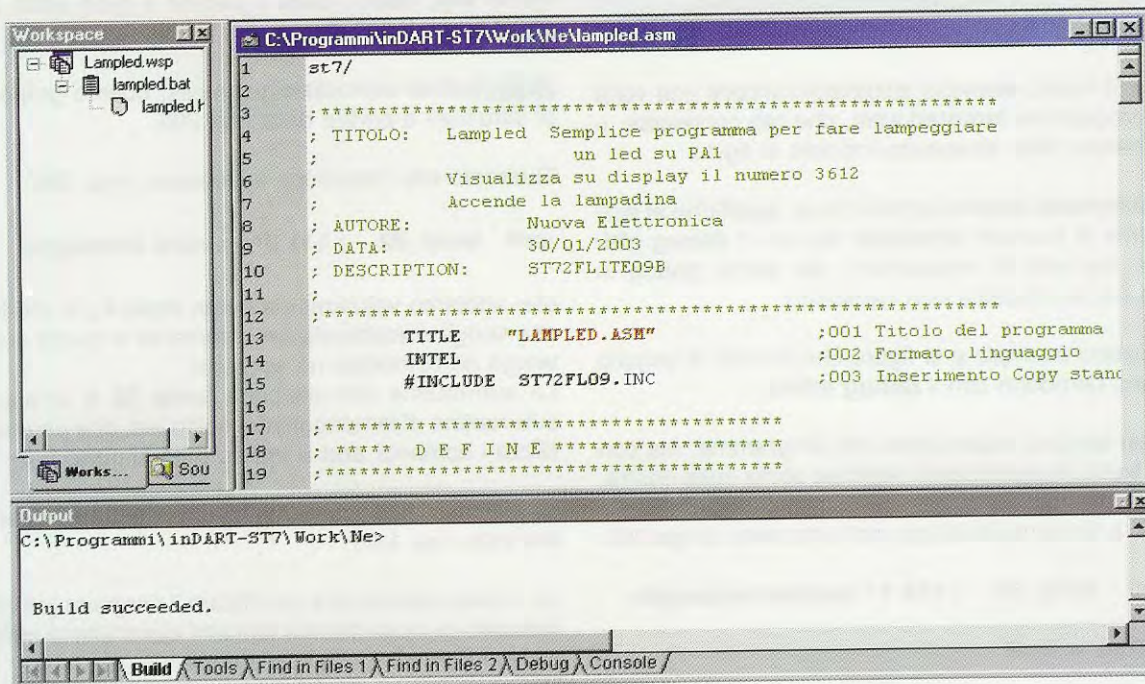 Workspace
Lampled.wsp
lampled.bat
lampled.h
C:\Programmi\inDART-ST7\Work\Ne\lampled.asm
1 st7/
2
3 ;***************************************************************
4 ; TITOLO: Lampled Semplice programma per fare lampeggiare
5 ; un led su PA1
6 ; Visualizza su display il numero 3612
7 ; Accende la lampadina
8 ; AUTORE: Nuova Elettronica
9 ; DATA: 30/01/2003
10 ; DESCRIPTION: ST72FLITE09B
11 ;
12 ;***************************************************************
13 TITLE "LAMPLED.ASM" ;001 Titolo del programma
14 INTEL ;002 Formato linguaggio
15 #INCLUDE ST72FL09.INC ;003 Inserimento Copy stand
16
17 ;*******************************************
18 ; ***** D E F I N E *********************
19 ;*******************************************
Works... Sou
Output
C:\Programmi\inDART-ST7\Work\Ne>
Build succeeded.
Build Tools Find in Files 1 Find in Files 2 Debug Console